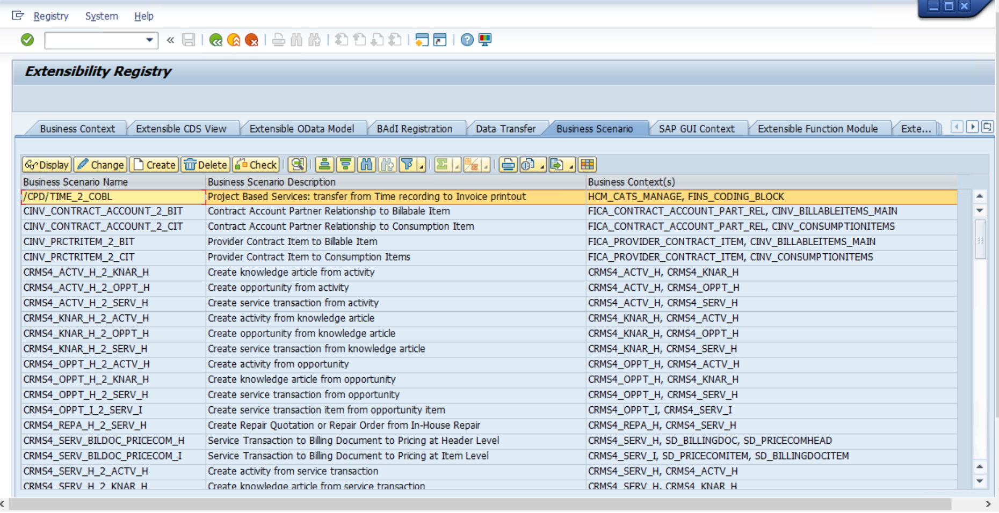 Registry System Help
Extensibility Registry
Business Context Extensible CDS View Extensible OData Model BAdI Registration Data Transfer Business Scenario SAP GUI Context Extensible Function Module Exte...
Display Change Create Delete Check
Business Scenario Name Business Scenario Description Business Context(s)
/CPD/TIME_2_COBL Project Based Services: transfer from Time recording to Invoice printout HCM_CATS_MANAGE, FINS_CODING_BLOCK
CINV_CONTRACT_ACCOUNT_2_BIT Contract Account Partner Relationship to Billabale Item FICA_CONTRACT_ACCOUNT_PART_REL, CINV_BILLABLEITEMS_MAIN
CINV_CONTRACT_ACCOUNT_2_CIT Contract Account Partner Relationship to Consumption Item FICA_CONTRACT_ACCOUNT_PART_REL, CINV_CONSUMPTIONITEMS
CINV_PRCTRITEM_2_BIT Provider Contract Item to Billable Item FICA_PROVIDER_CONTRACT_ITEM, CINV_BILLABLEITEMS_MAIN
CINV_PRCTRITEM_2_CIT Provider Contract Item to Consumption Items FICA_PROVIDER_CONTRACT_ITEM, CINV_CONSUMPTIONITEMS
CRMS4_ACTV_H_2_KNAR_H Create knowledge article from activity CRMS4_ACTV_H, CRMS4_KNAR_H
CRMS4_ACTV_H_2_OPPT_H Create opportunity from activity CRMS4_ACTV_H, CRMS4_OPPT_H
CRMS4_ACTV_H_2_SERV_H Create service transaction from activity CRMS4_ACTV_H, CRMS4_SERV_H
CRMS4_KNAR_H_2_ACTV_H Create activity from knowledge article CRMS4_KNAR_H, CRMS4_ACTV_H
CRMS4_KNAR_H_2_OPPT_H Create opportunity from knowledge article CRMS4_KNAR_H, CRMS4_OPPT_H
CRMS4_KNAR_H_2_SERV_H Create service transaction from knowledge article CRMS4_KNAR_H, CRMS4_SERV_H
CRMS4_OPPT_H_2_ACTV_H Create activity from opportunity CRMS4_OPPT_H, CRMS4_ACTV_H
CRMS4_OPPT_H_2_KNAR_H Create knowledge article from opportunity CRMS4_OPPT_H, CRMS4_KNAR_H
CRMS4_OPPT_H_2_SERV_H Create service transaction from opportunity CRMS4_OPPT_H, CRMS4_SERV_H
CRMS4_OPPT_I_2_SERV_I Create service transaction item from opportunity item CRMS4_OPPT_I, CRMS4_SERV_I
CRMS4_REPA_H_2_SERV_H Create Repair Quotation or Repair Order from In-House Repair CRMS4_REPA_H, CRMS4_SERV_H
CRMS4_SERV_BILDOC_PRICECOM_H Service Transaction to Billing Document to Pricing at Header Level CRMS4_SERV_H, SD_BILLINGDOC, SD_PRICECOMHEAD
CRMS4_SERV_BILDOC_PRICECOM_I Service Transaction to Billing Document to Pricing at Item Level CRMS4_SERV_I, SD_PRICECOMITEM, SD_BILLINGDOCITEM
CRMS4_SERV_H_2_ACTV_H Create activity from service transaction CRMS4_SERV_H, CRMS4_ACTV_H
CRMS4_SERV_H_2_KNAR_H Create knowledge article from service transaction CRMS4_SERV_H, CRMS4_KNAR_H